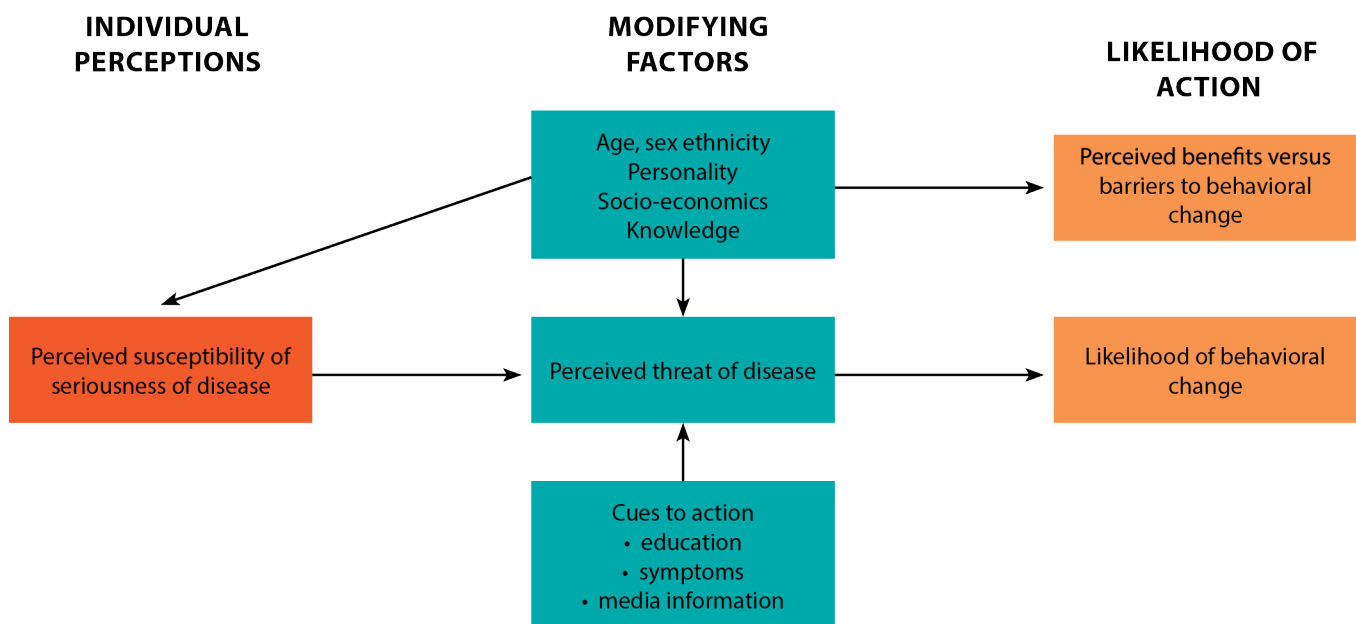 INDIVIDUAL
PERCEPTIONS
MODIFYING
FACTORS
LIKELIHOOD OF
ACTION
Age, sex ethnicity
Personality
Socio-economics
Knowledge
Perceived benefits versus
barriers to behavioral
change
Perceived susceptibility of
seriousness of disease
Perceived threat of disease
Likelihood of behavioral
change
Cues to action
• education
• symptoms
• media information